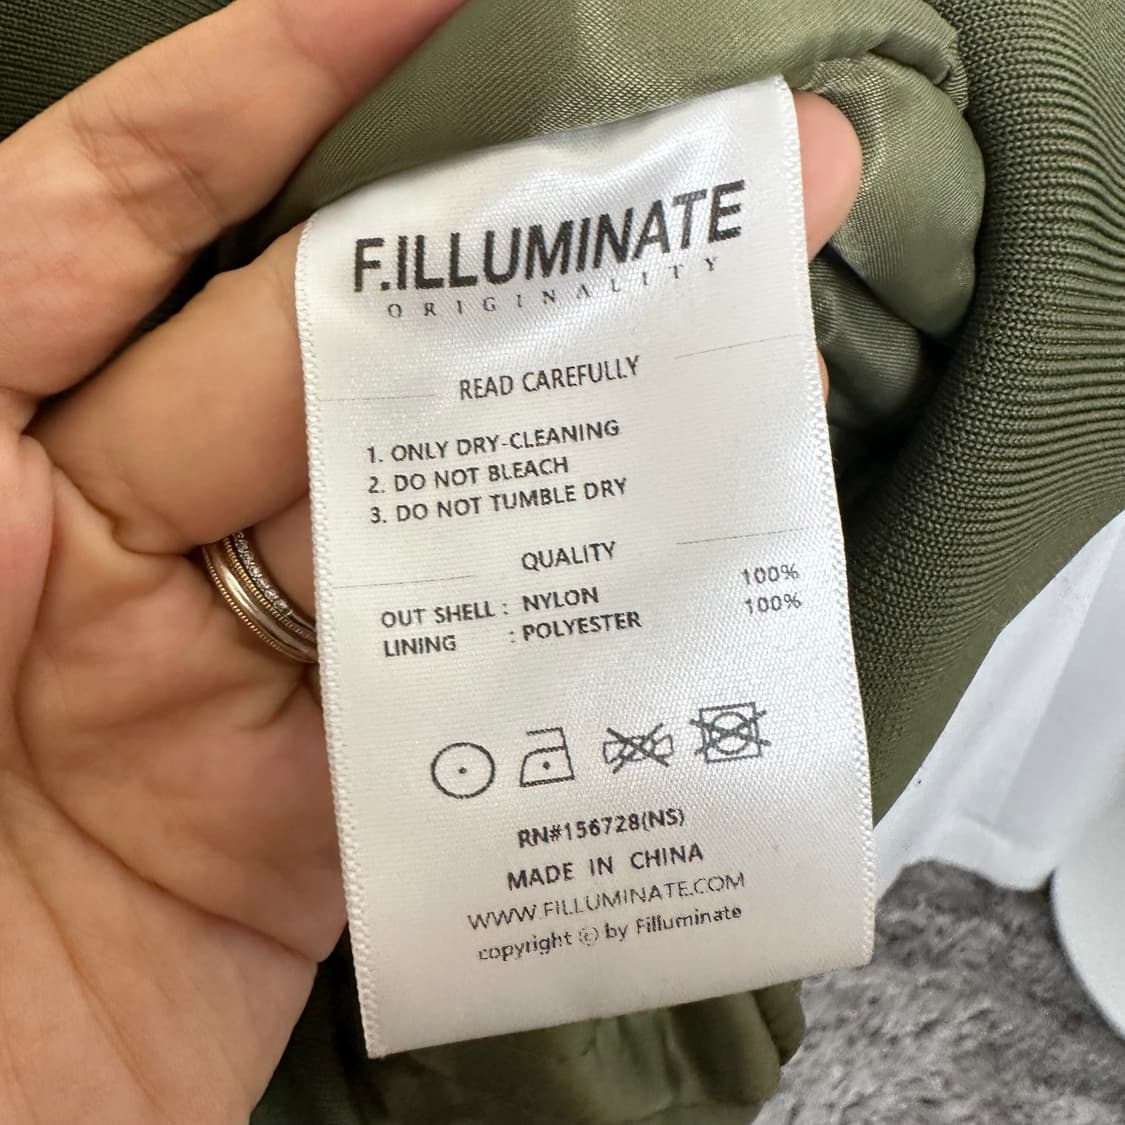 F.ILLUMINATE
ORIGINALITY
READ CAREFULLY
1. ONLY DRY-CLEANING
2. DO NOT BLEACH
3. DO NOT TUMBLE DRY
QUALITY
OUT SHELL : NYLON 100%
LINING : POLYESTER 100%
RN#156728(NS)
MADE IN CHINA
WWW.FILLUMINATE.COM
copyright © by Filluminate